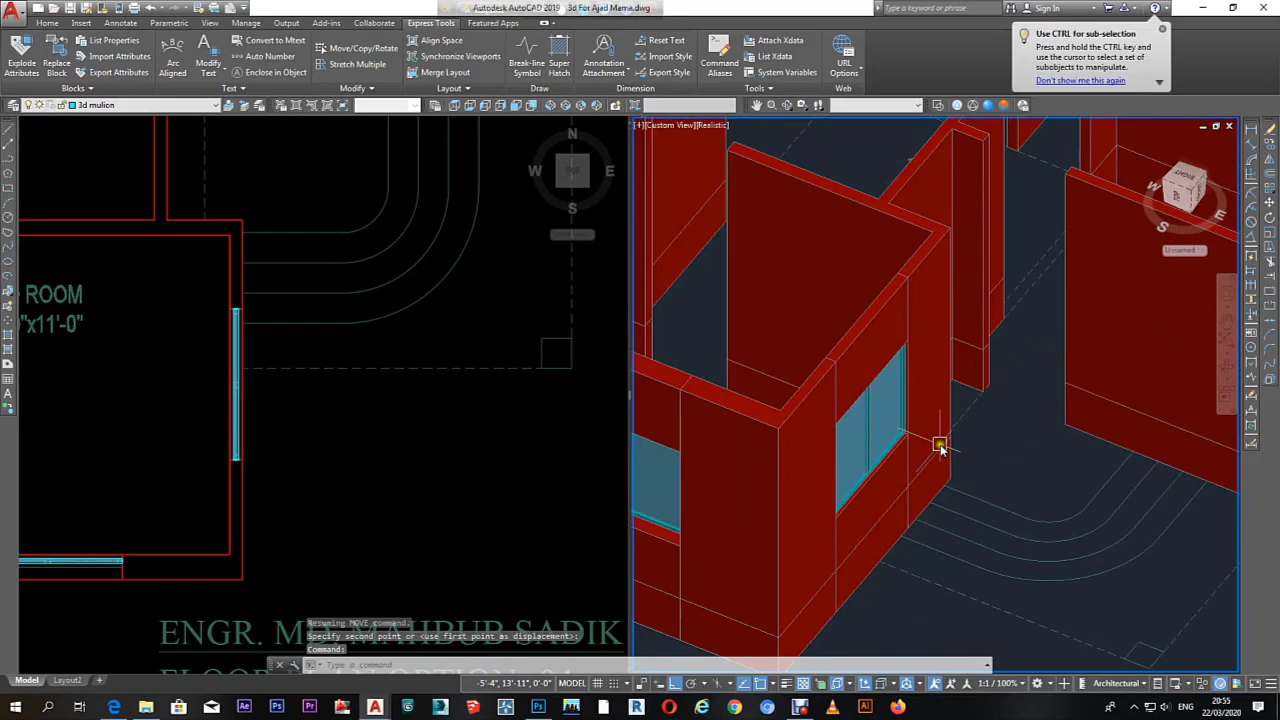 Autodesk AutoCAD 2019 3d For Ajad Mame.dwg
Type a keyword or phrase
Sign In
Home Insert Annotate Parametric View Manage Output Add-ins Collaborate Express Tools Featured Apps
Explode Attributes
Replace Block
List Properties
Import Attributes
Export Attributes
Blocks
Arc Aligned
Modify Text
Convert to Mtext
Auto Number
Enclose in Object
Text
Move/Copy/Rotate
Stretch Multiple
Modify
Align Space
Synchronize Viewports
Merge Layout
Layout
Break-line Symbol
Super Hatch
Draw
Annotation Attachment
Reset Text
Import Style
Export Style
Dimension
Command Aliases
Attach Xdata
List Xdata
System Variables
Tools
URL Options
Web
Use CTRL for sub-selection
Press and hold the CTRL key and use the cursor to select a set of subobjects to manipulate.
Don't show me this again
3d mulion
[+][Custom View][Realistic]
N
W
E
S
W
E
S
Unnamed
ROOM
"x11'-0"
Resuming MOVE command.
Specify second point or <use first point as displacement>:
Command:
ENGR. MD. MAHBUB SADIK
Type a command
Model Layout2 +
-5'-4", 13'-11", 0'-0" MODEL
1:1 / 100%
Architectural
ENG
20:55
22/03/2020